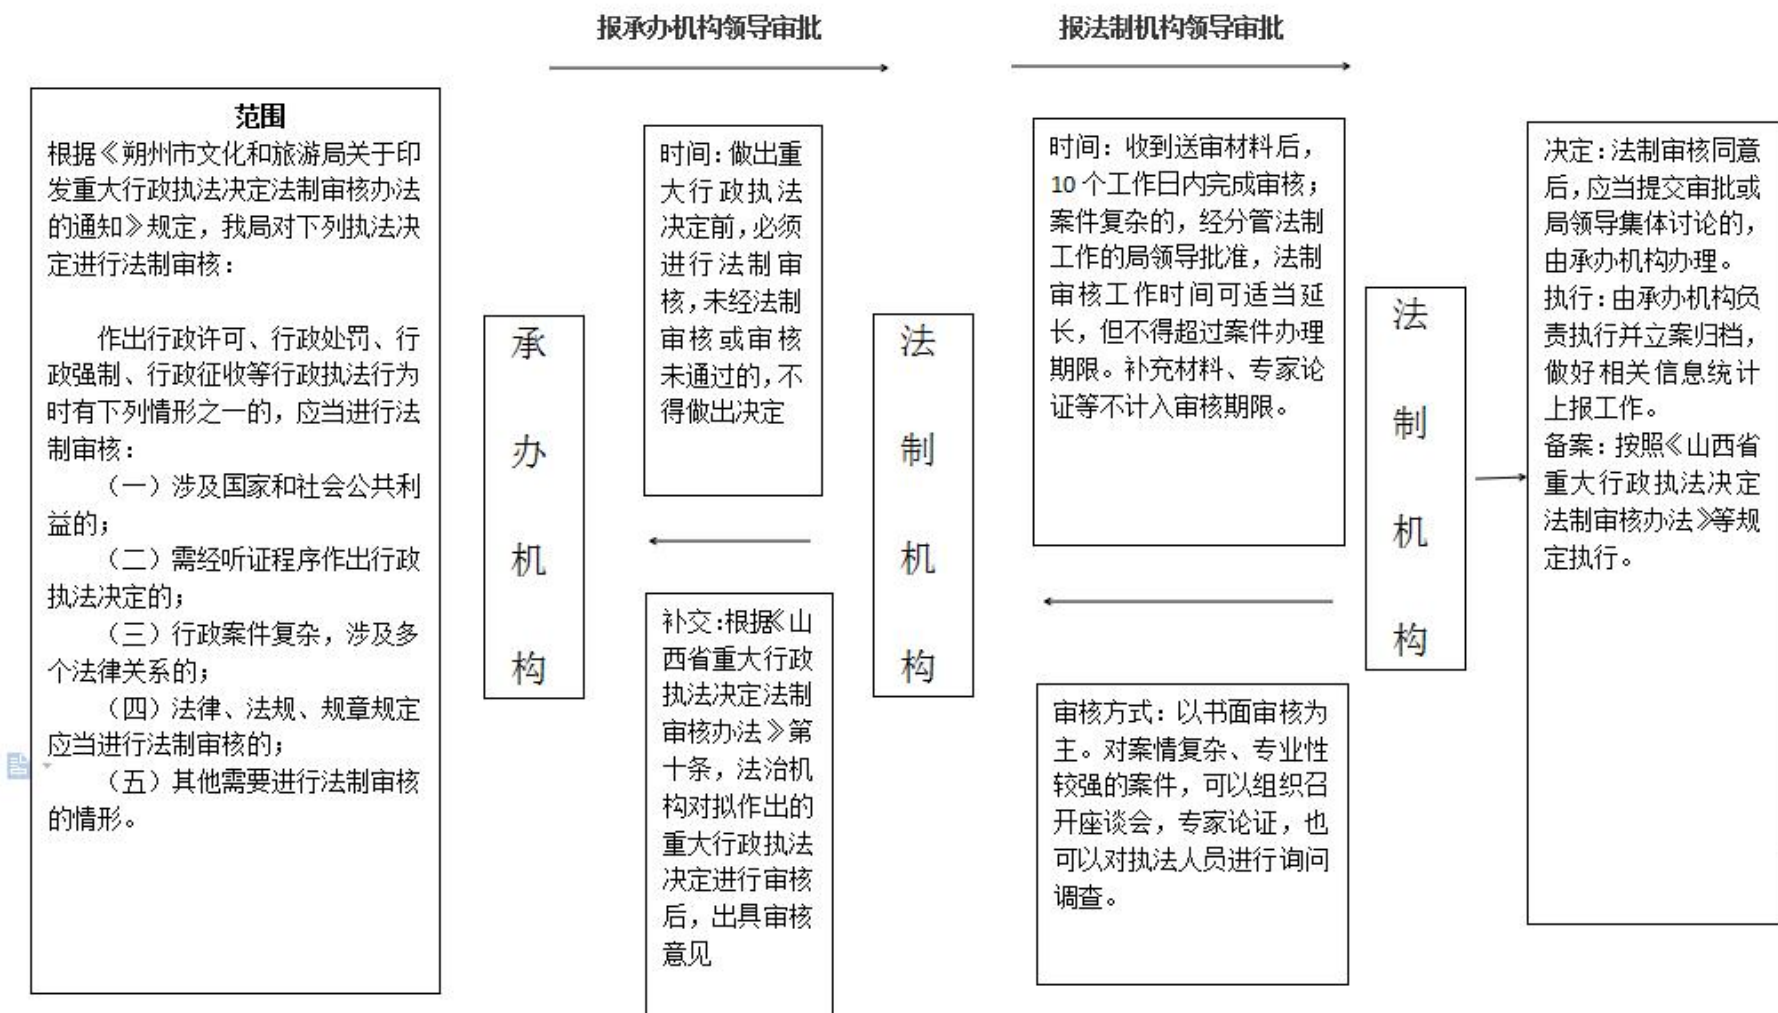 报承办机构领导审批
报法制机构领导审批
范围
根据《朔州市文化和旅游局关于印
发重大行政执法决定法制审核办法
的通知》规定，我局对下列执法决
定进行法制审核：
作出行政许可、行政处罚、行
政强制、行政征收等行政执法行为
时有下列情形之一的，应当进行法
制审核：
（一）涉及国家和社会公共利
益的；
（二）需经听证程序作出行政
执法决定的；
（三）行政案件复杂，涉及多
个法律关系的；
（四）法律、法规、规章规定
应当进行法制审核的；
（五）其他需要进行法制审核
的情形。
承
办
机
构
时间：做出重
大行政执法
决定前，必须
进行法制审
核，未经法制
审核或审核
未通过的，不
得做出决定
补交：根据《山
西省重大行政
执法决定法制
审核办法》第
十条，法治机
构对拟作出的
重大行政执法
决定进行审核
后，出具审核
意见
法
制
机
构
时间：收到送审材料后，
10个工作日内完成审核；
案件复杂的，经分管法制
工作的局领导批准，法制
审核工作时间可适当延
长，但不得超过案件办理
期限。补充材料、专家论
证等不计入审核期限。
审核方式：以书面审核为
主。对案情复杂、专业性
较强的案件，可以组织召
开座谈会，专家论证，也
可以对执法人员进行询问
调查。
法
制
机
构
决定：法制审核同意
后，应当提交审批或
局领导集体讨论的，
由承办机构办理。
执行：由承办机构负
责执行并立案归档，
做好相关信息统计
上报工作。
备案：按照《山西省
重大行政执法决定
法制审核办法》等规
定执行。